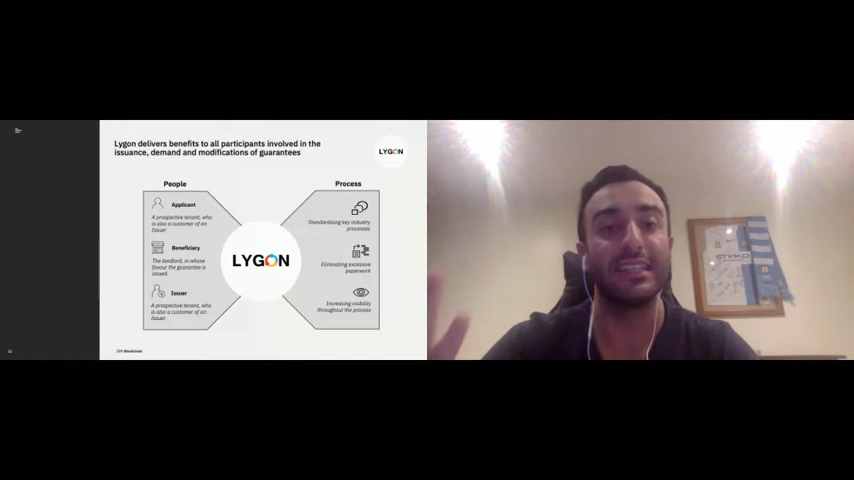 Lygon delivers benefits to all participants involved in the
issuance, demand and modifications of guarantees
LYGON
People
Process
Applicant
A prospective tenant, who
is also a customer of an
Issuer
Beneficiary
The landlord, in whose
favour the guarantee is
issued.
Issuer
A prospective tenant, who
is also a customer of an
Issuer
LYGON
Standardising key industry
processes
Eliminating excessive
paperwork
Increasing visibility
throughout the process
IBM Blockchain
ETIHAD